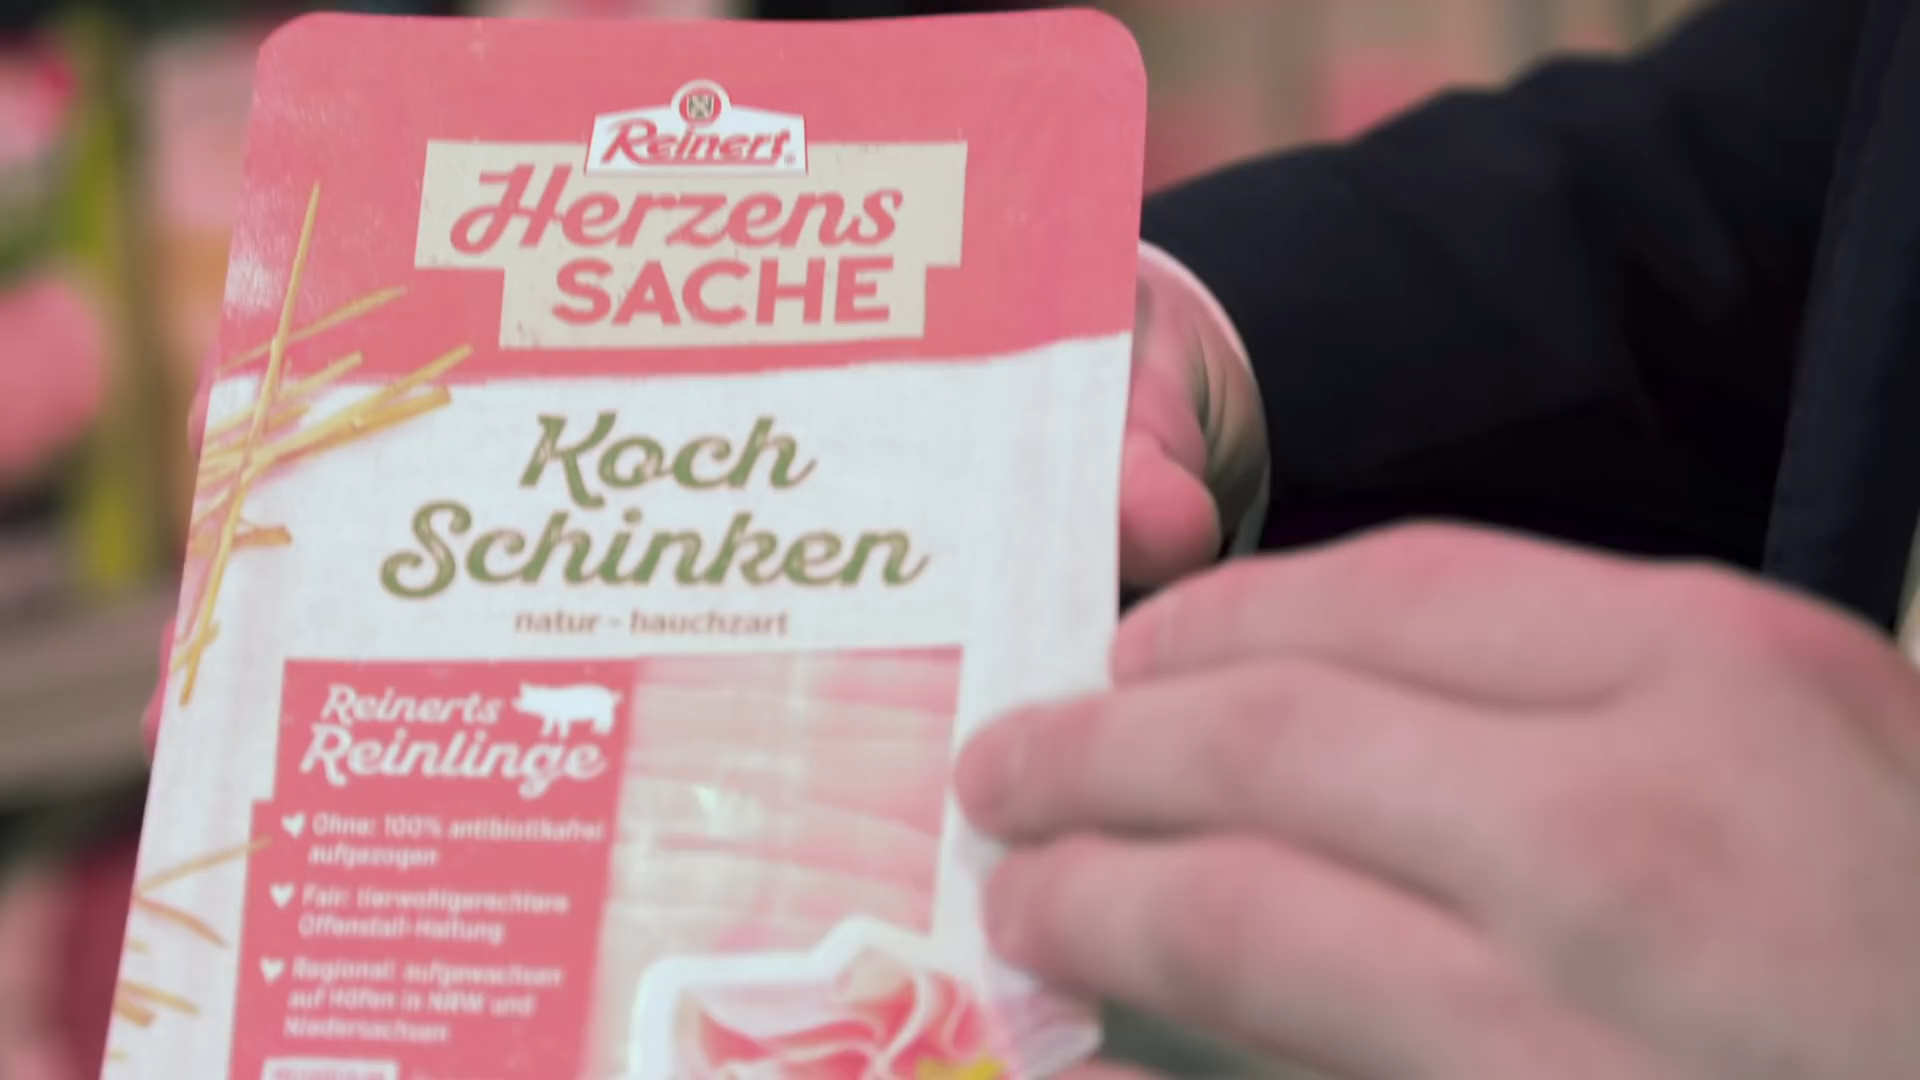 Reinert
Herzens
SACHE
Koch
Schinken
natur - hauchzart
Reinerts
Reinlinge
Ohne: 100% antibiotikafrei
aufgezogen
Fair: tierwohlgerechtere
Offenstall-Haltung
Regional: aufgewachsen
auf Höfen in NRW und
Niedersachsen